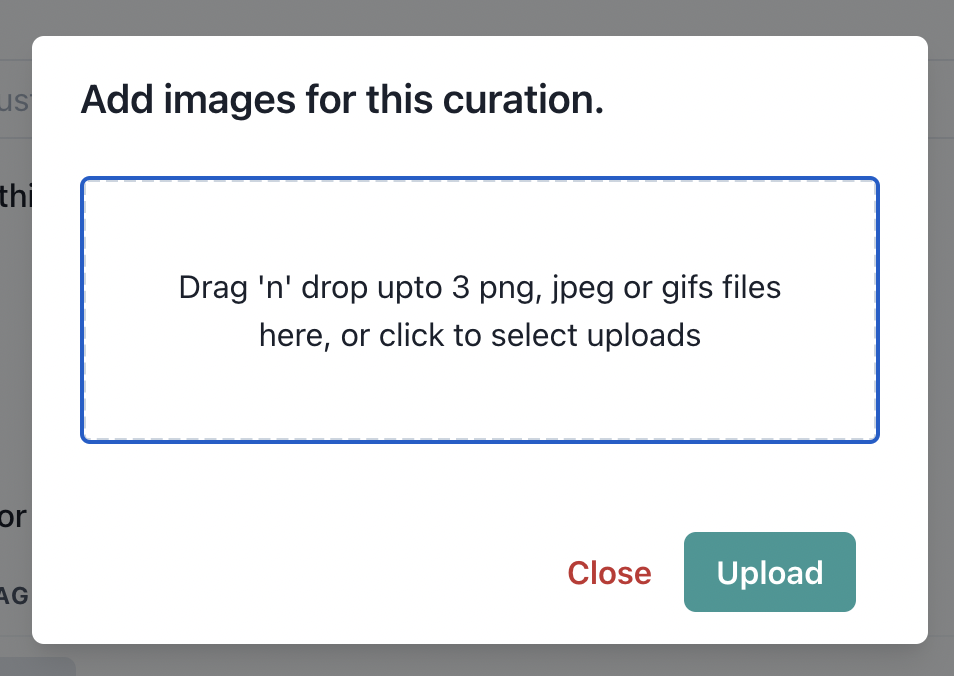 Add images for this curation.
thi
Drag 'n' drop upto 3 png, jpeg or gifs files
here, or click to select uploads
or
AG
Close
Upload